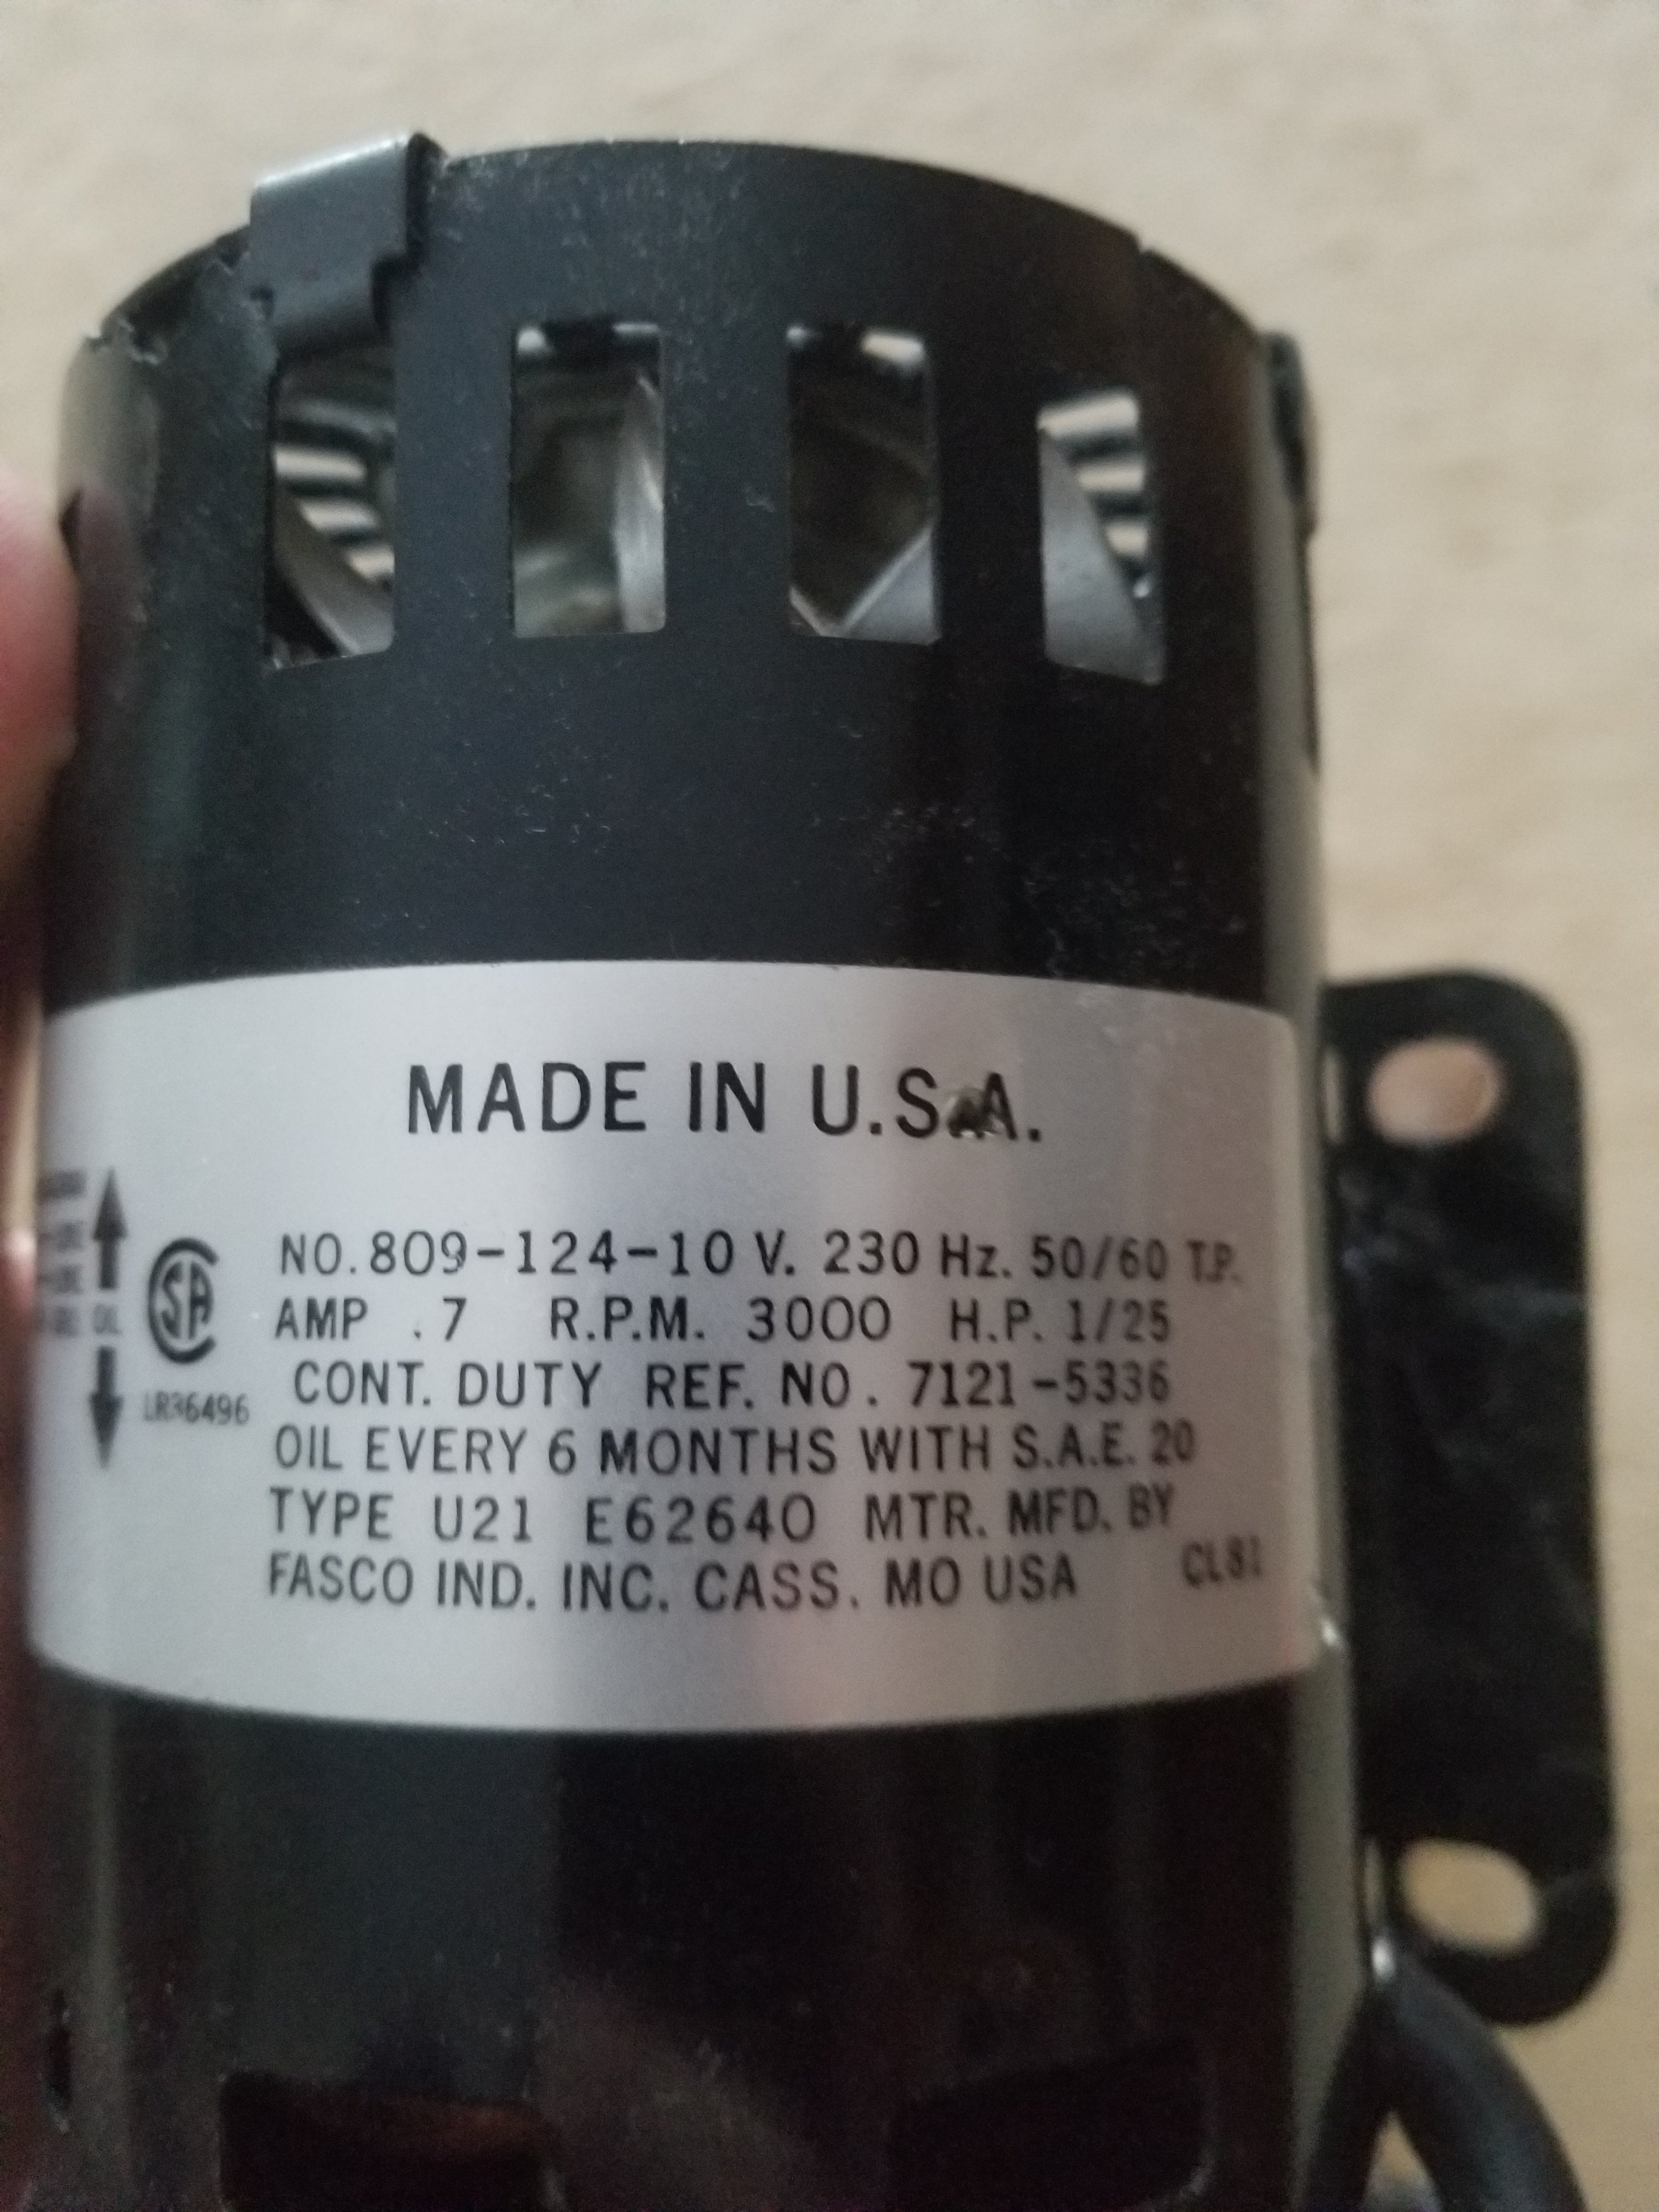 MADE IN U.S.A.
OIL
SA
LR36496
NO. 809-124-10 V. 230 Hz. 50/60 T.P.
AMP .7 R.P.M. 3000 H.P. 1/25
CONT. DUTY REF. NO. 7121-5336
OIL EVERY 6 MONTHS WITH S.A.E. 20
TYPE U21 E62640 MTR. MFD. BY
FASCO IND. INC. CASS. MO USA CL81